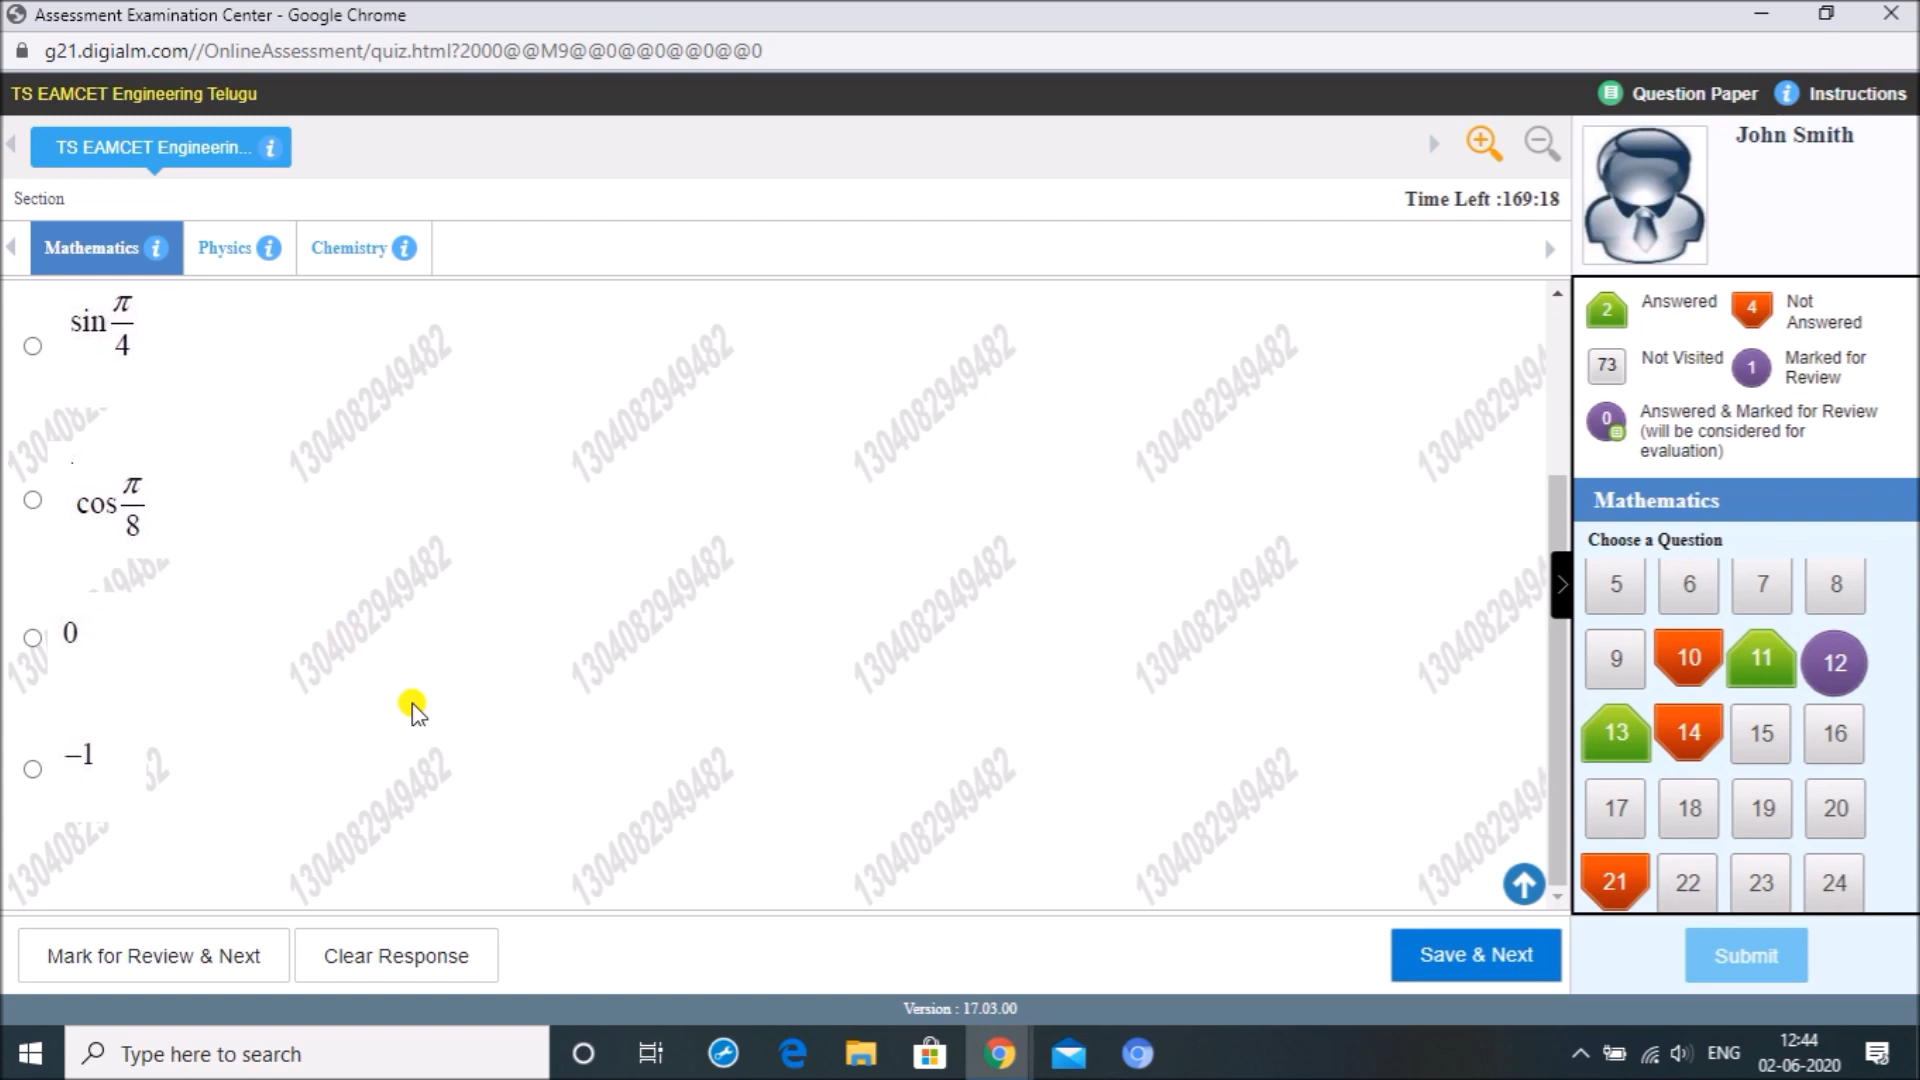 Assessment Examination Center - Google Chrome
g21.digialm.com//OnlineAssessment/quiz.html?2000@@M9@@0@@0@@0@@0
TS EAMCET Engineering Telugu
Question Paper
Instructions
TS EAMCET Engineerin...
John Smith
Section
Time Left :169:18
Mathematics
Physics
Chemistry
sin π/4
cos π/8
0
–1
1304082949482
2 Answered
4 Not Answered
73 Not Visited
1 Marked for Review
0 Answered & Marked for Review (will be considered for evaluation)
Mathematics
Choose a Question
5 6 7 8
9 10 11 12
13 14 15 16
17 18 19 20
21 22 23 24
Mark for Review & Next
Clear Response
Save & Next
Submit
Version : 17.03.00
Type here to search
ENG
12:44
02-06-2020